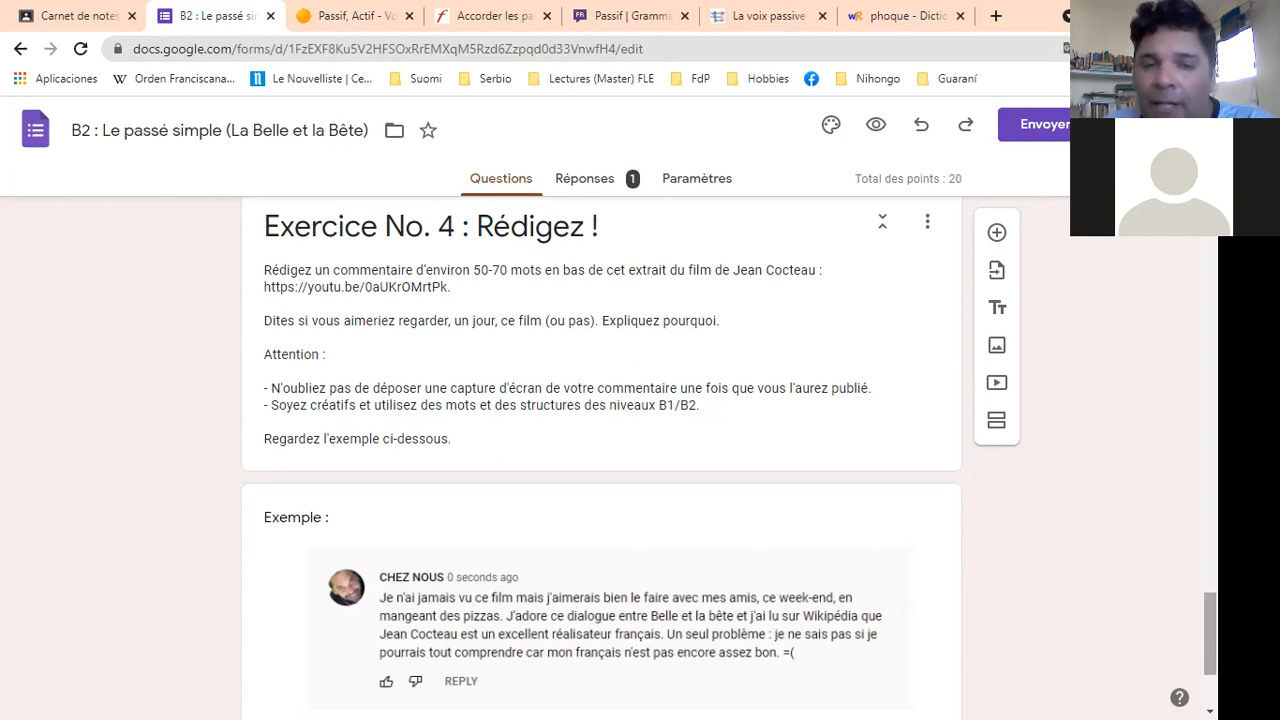 Carnet de notes
B2 : Le passé sim
Passif, Actif - Vo
Accorder les pa
Passif | Gramma
La voix passive
phoque - Dictio
docs.google.com/forms/d/1FzEXF8Ku5V2HFSOxRrEMXqM5Rzd6Zzpqd0d33VnwfH4/edit
Aplicaciones
Orden Franciscana...
Le Nouvelliste | Ce...
Suomi
Serbio
Lectures (Master) FLE
FdP
Hobbies
Nihongo
Guaraní
B2 : Le passé simple (La Belle et la Bête)
Envoyer
Questions
Réponses 1
Paramètres
Total des points : 20
Exercice No. 4 : Rédigez !
Rédigez un commentaire d'environ 50-70 mots en bas de cet extrait du film de Jean Cocteau :
https://youtu.be/0aUKrOMrtPk.
Dites si vous aimeriez regarder, un jour, ce film (ou pas). Expliquez pourquoi.
Attention :
- N'oubliez pas de déposer une capture d'écran de votre commentaire une fois que vous l'aurez publié.
- Soyez créatifs et utilisez des mots et des structures des niveaux B1/B2.
Regardez l'exemple ci-dessous.
Exemple :
CHEZ NOUS 0 seconds ago
Je n'ai jamais vu ce film mais j'aimerais bien le faire avec mes amis, ce week-end, en
mangeant des pizzas. J'adore ce dialogue entre Belle et la bête et j'ai lu sur Wikipédia que
Jean Cocteau est un excellent réalisateur français. Un seul problème : je ne sais pas si je
pourrais tout comprendre car mon français n'est pas encore assez bon. =(
REPLY